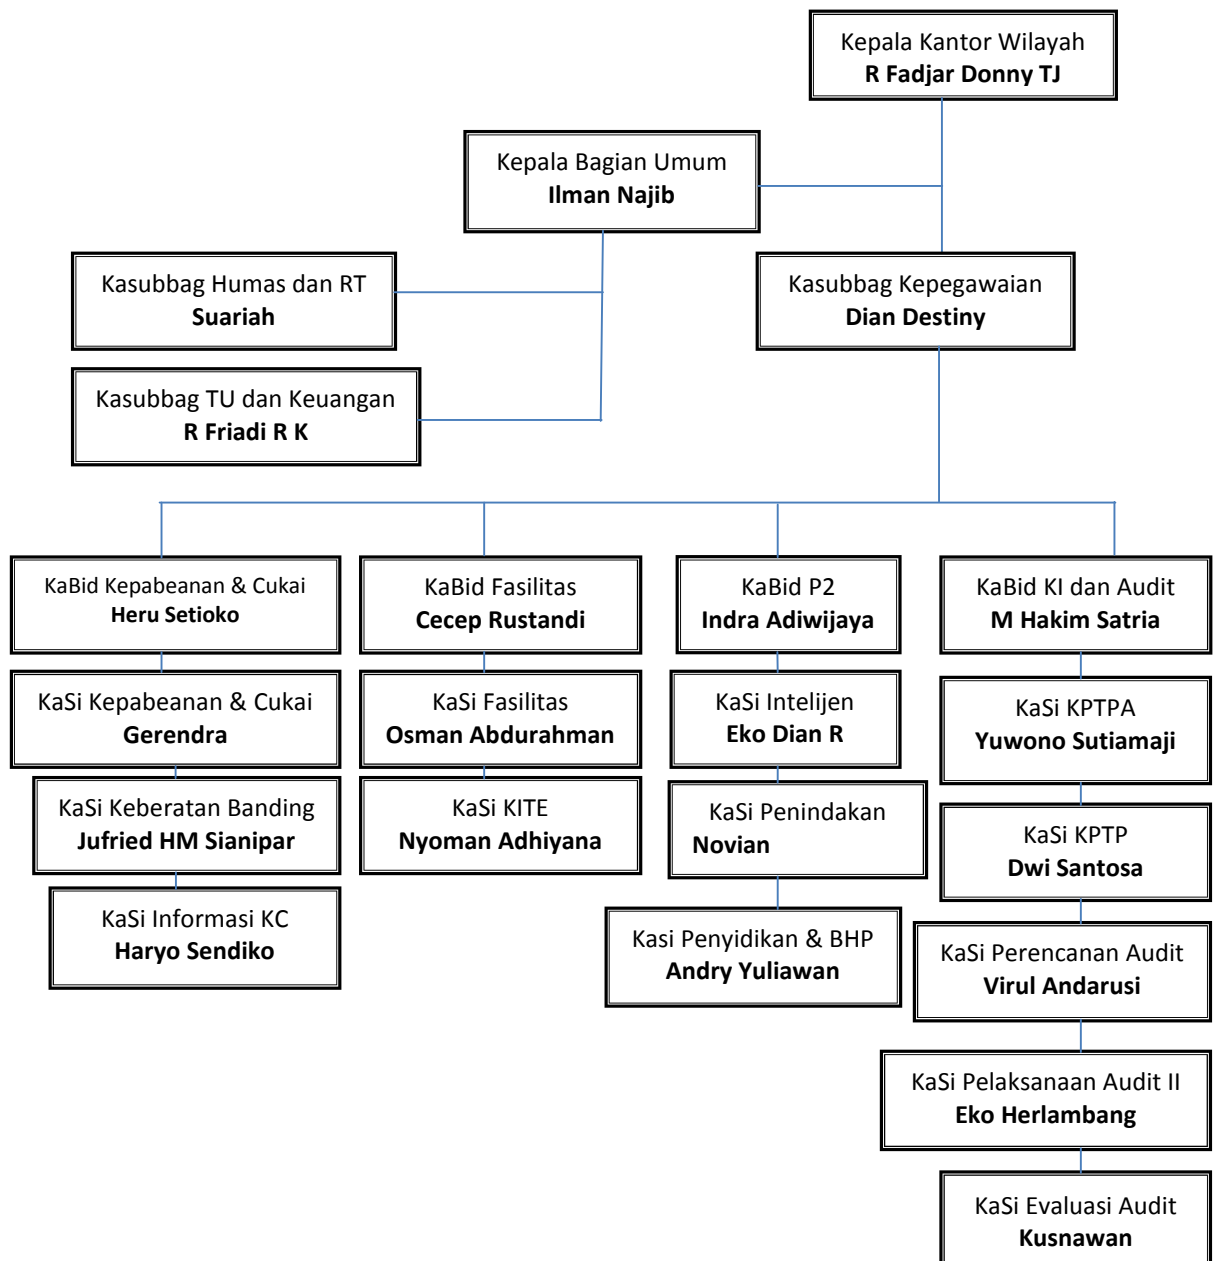 Kepala Kantor Wilayah
R Fadjar Donny TJ
Kepala Bagian Umum
Ilman Najib
Kasubbag Humas dan RT
Suariah
Kasubbag Kepegawaian
Dian Destiny
Kasubbag TU dan Keuangan
R Friadi R K
KaBid Kepabeanan & Cukai
Heru Setioko
KaBid Fasilitas
Cecep Rustandi
KaBid P2
Indra Adiwijaya
KaBid KI dan Audit
M Hakim Satria
KaSi Kepabeanan & Cukai
Gerendra
KaSi Fasilitas
Osman Abdurahman
KaSi Intelijen
Eko Dian R
KaSi KPTPA
Yuwono Sutiamaji
KaSi Keberatan Banding
Jufried HM Sianipar
KaSi KITE
Nyoman Adhiyana
KaSi Penindakan
Novian
KaSi KPTP
Dwi Santosa
KaSi Informasi KC
Haryo Sendiko
Kasi Penyidikan & BHP
Andry Yuliawan
KaSi Perencanan Audit
Virul Andarusi
KaSi Pelaksanaan Audit II
Eko Herlambang
KaSi Evaluasi Audit
Kusnawan